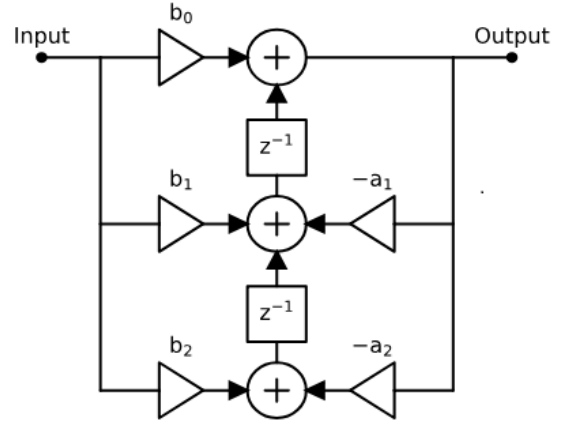 b₀
Input
Output
+
z⁻¹
b₁
−a₁
+
z⁻¹
b₂
−a₂
+